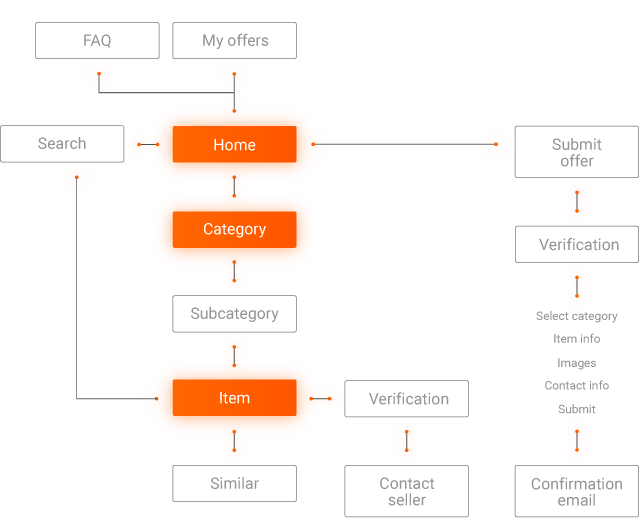 FAQ
My offers
Search
Home
Submit
offer
Category
Verification
Subcategory
Select category
Item info
Images
Contact info
Submit
Item
Verification
Similar
Contact
seller
Confirmation
email